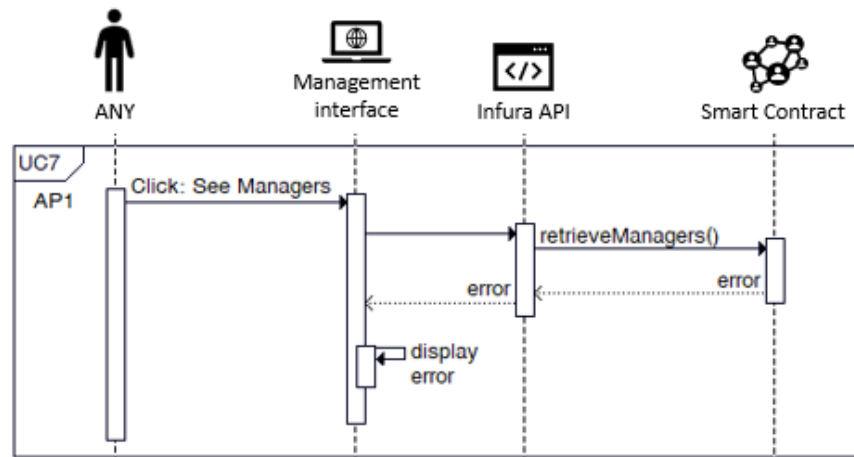 ANY
Management
interface
</>
Infura API
Smart Contract
UC7
AP1
Click: See Managers
retrieveManagers()
error
error
display
error